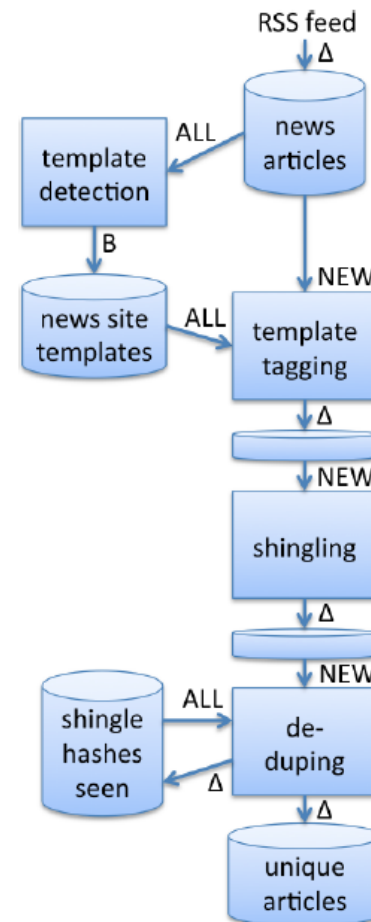 RSS feed
Δ
news
articles
ALL
template
detection
B
news site
templates
ALL
NEW
template
tagging
Δ
NEW
shingling
Δ
NEW
ALL
shingle
hashes
seen
de-
duping
Δ
Δ
unique
articles